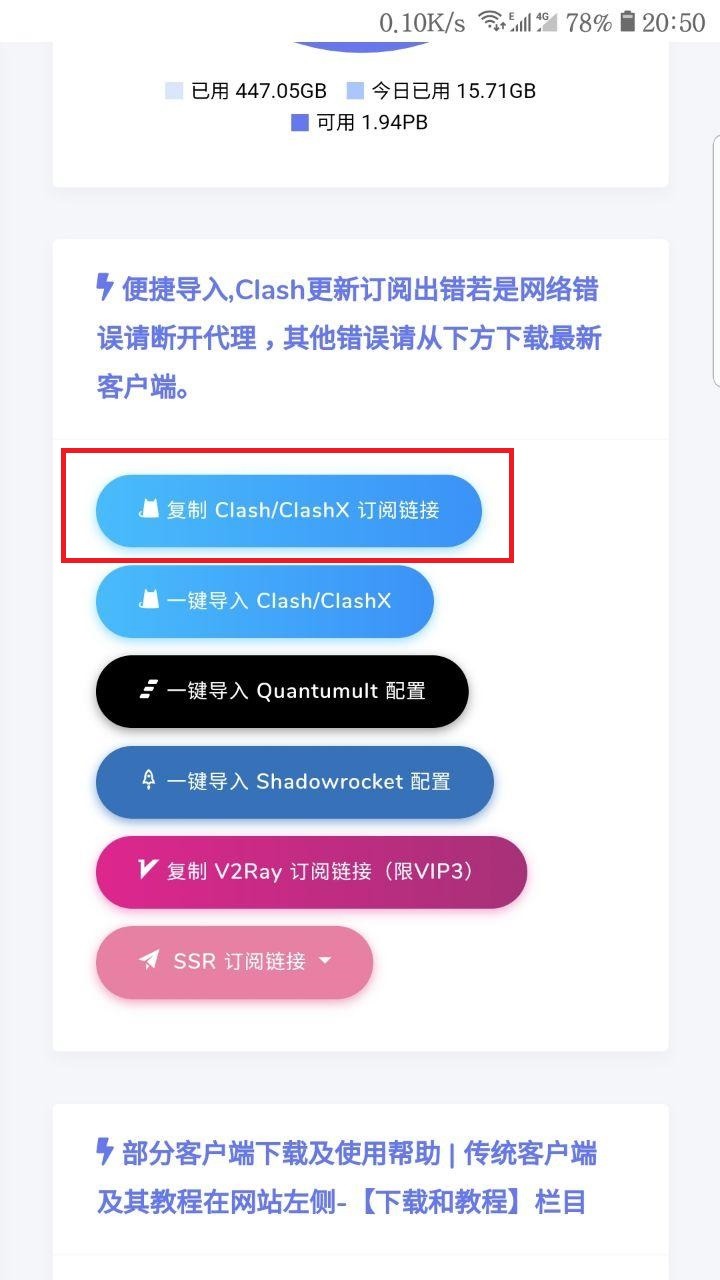 0.10K/s E 4G 78% 20:50
已用 447.05GB 今日已用 15.71GB
可用 1.94PB
便捷导入,Clash更新订阅出错若是网络错
误请断开代理，其他错误请从下方下载最新
客户端。
复制 Clash/ClashX 订阅链接
一键导入 Clash/ClashX
一键导入 Quantumult 配置
一键导入 Shadowrocket 配置
复制 V2Ray 订阅链接（限VIP3）
SSR 订阅链接
部分客户端下载及使用帮助 | 传统客户端
及其教程在网站左侧-【下载和教程】栏目